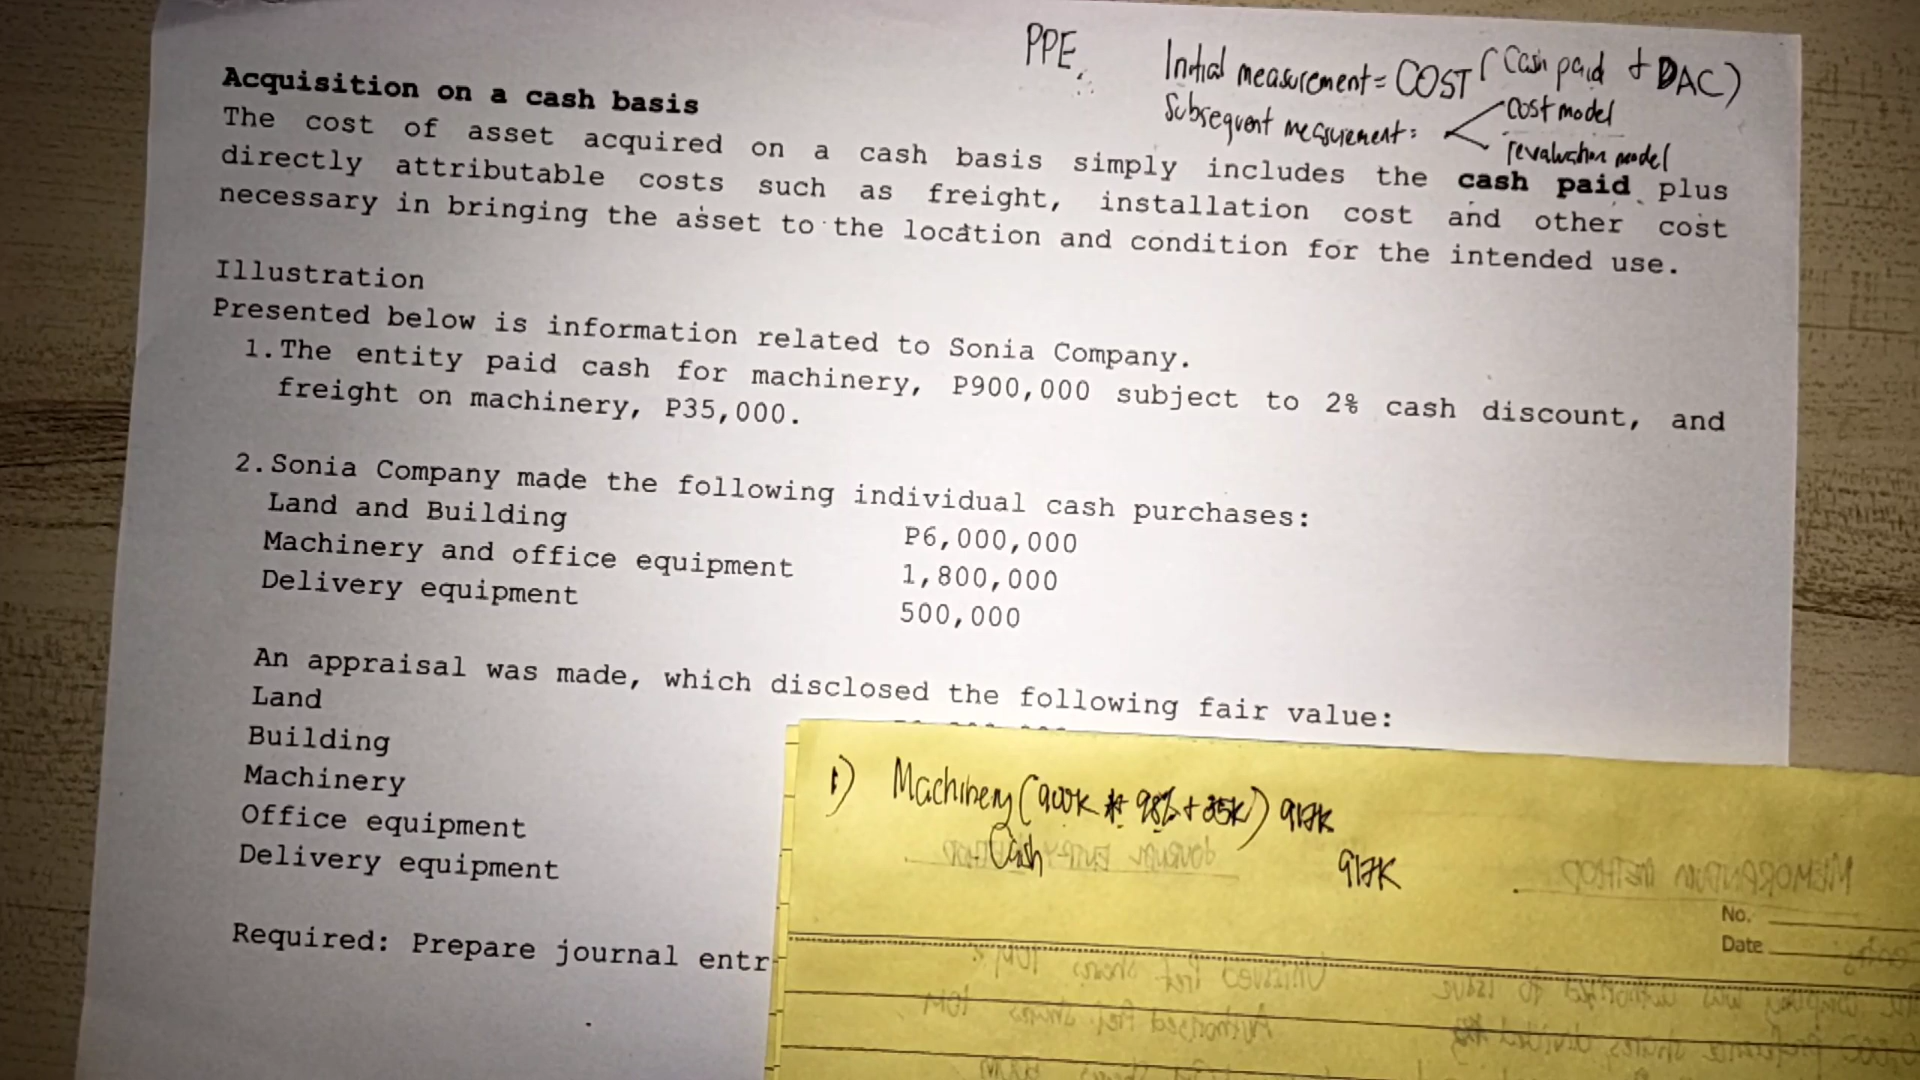 PPE
Initial measurement = COST (Cash paid + DAC)
Subsequent measurement:
cost model
revaluation model
Acquisition on a cash basis
The cost of asset acquired on a cash basis simply includes the cash paid plus
directly attributable costs such as freight, installation cost and other cost
necessary in bringing the asset to the location and condition for the intended use.
Illustration
Presented below is information related to Sonia Company.
1. The entity paid cash for machinery, P900,000 subject to 2% cash discount, and
freight on machinery, P35,000.
2. Sonia Company made the following individual cash purchases:
Land and Building P6,000,000
Machinery and office equipment 1,800,000
Delivery equipment 500,000
An appraisal was made, which disclosed the following fair value:
Land
Building
Machinery
Office equipment
Delivery equipment
Required: Prepare journal entr
1) Machinery (900K * 98% + 35K) 917K
Cash 917K
MEMORANDUM METHOD
JOURNAL ENTRY METHOD
No.
Date